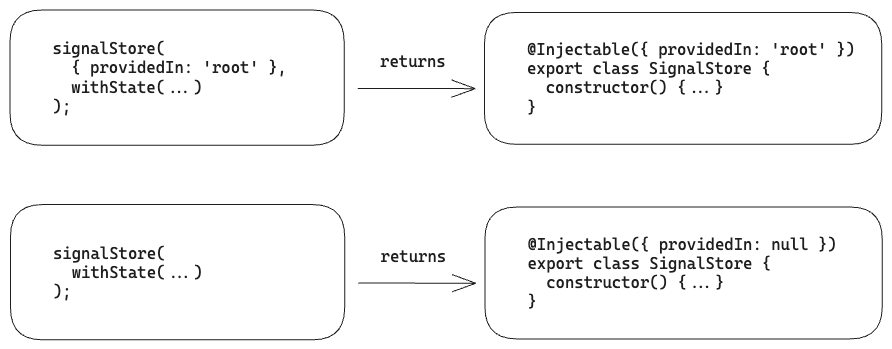 signalStore(
{ providedIn: 'root' },
withState(...)
);
returns
@Injectable({ providedIn: 'root' })
export class SignalStore {
constructor() {...}
}
signalStore(
withState(...)
);
returns
@Injectable({ providedIn: null })
export class SignalStore {
constructor() {...}
}